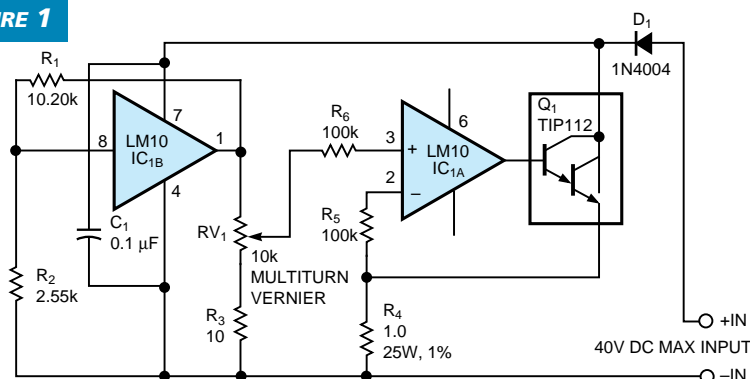 RE 1
D1
1N4004
R1
10.20k
7
8
LM10
IC1B
1
4
C1
0.1 µF
R2
2.55k
RV1
10k
MULTITURN
VERNIER
R3
10
R6
100k
3
+
6
LM10
IC1A
2
–
R5
100k
Q1
TIP112
R4
1.0
25W, 1%
+IN
40V DC MAX INPUT
–IN